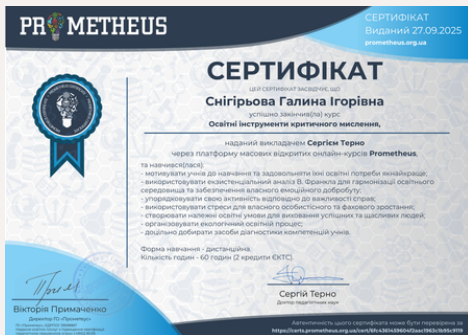 PROMETHEUS
СЕРТИФІКАТ
Виданий 27.09.2025
prometheus.org.ua
СЕРТИФІКАТ
ЦЕЙ СЕРТИФІКАТ ЗАСВІДЧУЄ, ЩО
Снігірьова Галина Ігорівна
успішно закінчив(ла) курс
Освітні інструменти критичного мислення,
наданий викладачем Сергієм Терно
через платформу масових відкритих онлайн-курсів Prometheus,
та навчився(лася):
- мотивувати учнів до навчання та задовольняти їхні освітні потреби якнайкраще;
- використовувати екзистенціальний аналіз В. Франкла для гармонізації освітнього
середовища та забезпечення власного емоційного добробуту;
- упорядковувати свою активність відповідно до важливості справ;
- використовувати стреси для власного особистісного та фахового зростання;
- створювати належні освітні умови для виховання успішних та щасливих людей;
- організовувати екологічний освітній процес;
- доцільно добирати засоби діагностики компетенцій учнів.
Форма навчання - дистанційна.
Кількість годин - 60 годин (2 кредити ЄКТС).
Вікторія Примаченко
Директор ГО «Прометеус»
Сергій Терно
Доктор педагогічних наук
Автентичність цього сертифіката може бути перевірена за